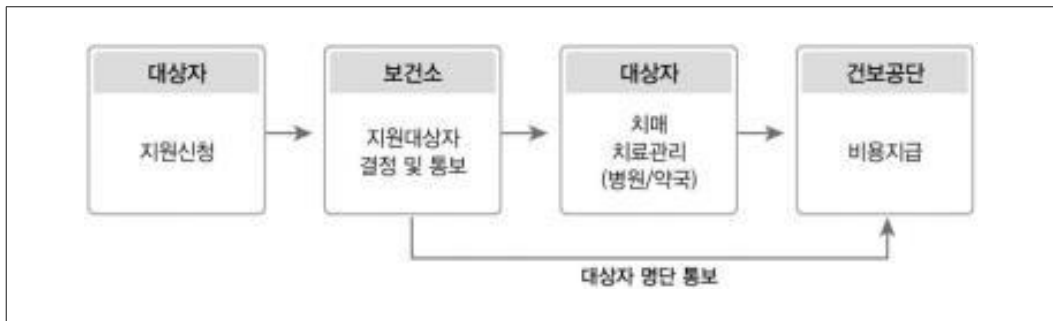 대상자
지원신청
보건소
지원대상자
결정 및 통보
대상자
치매
치료관리
(병원/약국)
건보공단
비용지급
대상자 명단 통보